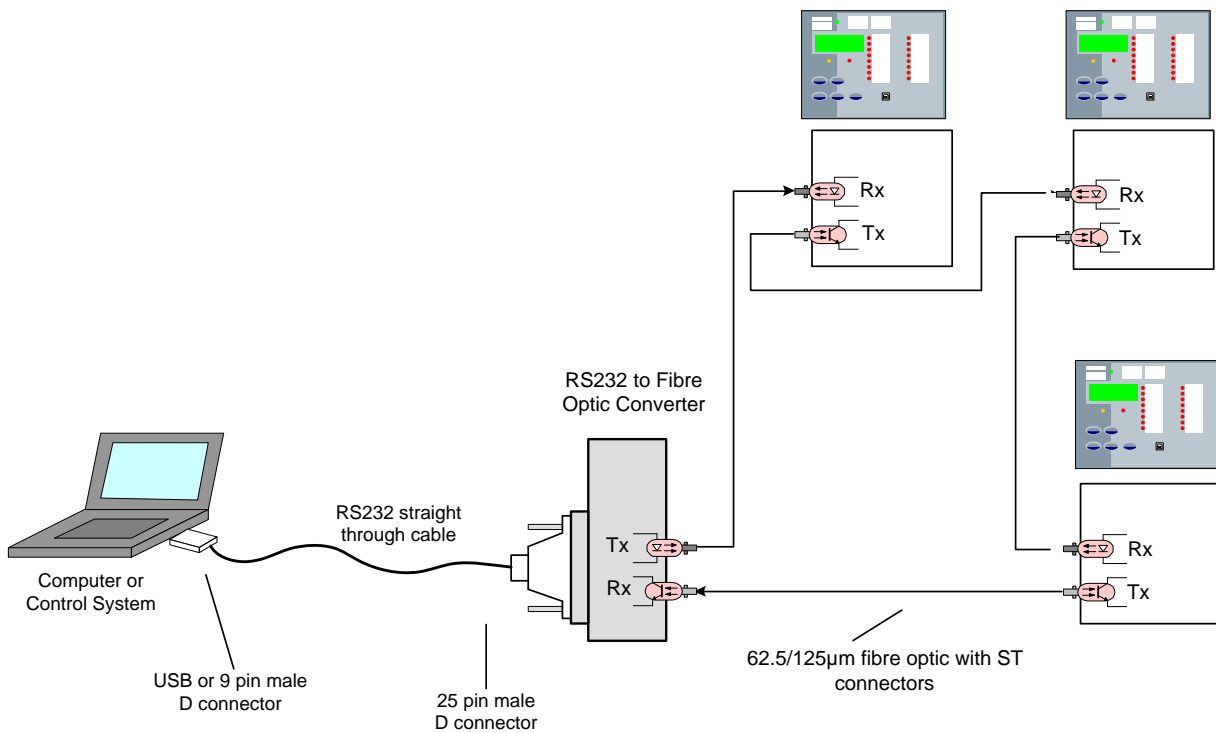 Rx
Tx
Rx
Tx
RS232 to Fibre
Optic Converter
RS232 straight
through cable
Tx
Rx
Rx
Tx
Computer or
Control System
62.5/125µm fibre optic with ST
connectors
USB or 9 pin male
D connector
25 pin male
D connector